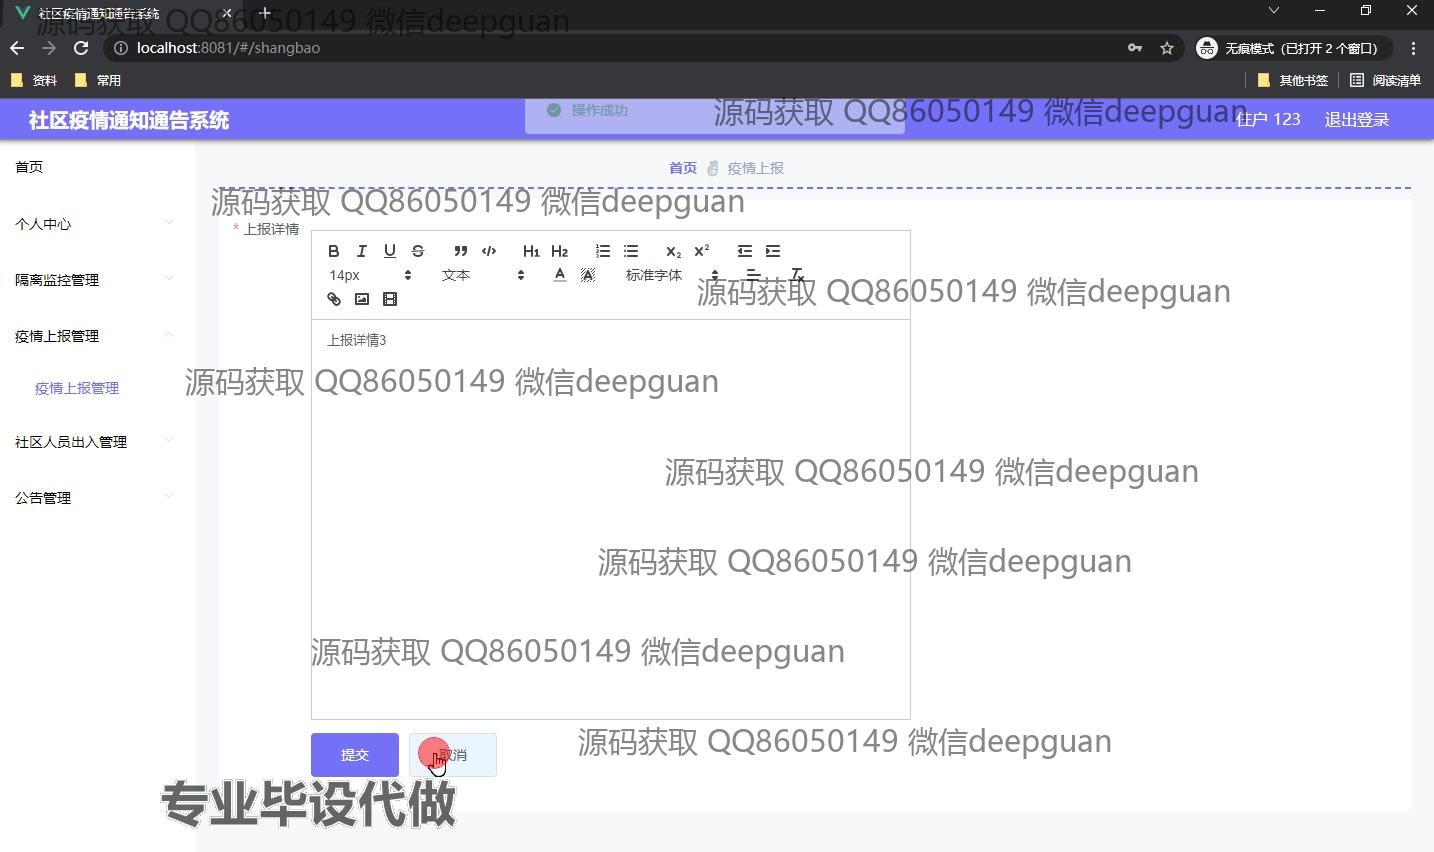 社区疫情通知通告系统
源码获取 QQ86050149 微信deepguan
localhost:8081/#/shangbao
无痕模式（已打开 2 个窗口）
资料
常用
其他书签
阅读清单
社区疫情通知通告系统
操作成功
源码获取 QQ86050149 微信deepguan
住户 123
退出登录
首页
首页
疫情上报
源码获取 QQ86050149 微信deepguan
个人中心
* 上报详情
B I U S H1 H2 X2 X2
14px
文本
A
A
标准字体
隔离监控管理
源码获取 QQ86050149 微信deepguan
疫情上报管理
上报详情3
疫情上报管理
源码获取 QQ86050149 微信deepguan
社区人员出入管理
源码获取 QQ86050149 微信deepguan
公告管理
源码获取 QQ86050149 微信deepguan
源码获取 QQ86050149 微信deepguan
源码获取 QQ86050149 微信deepguan
提交
取消
专业毕设代做